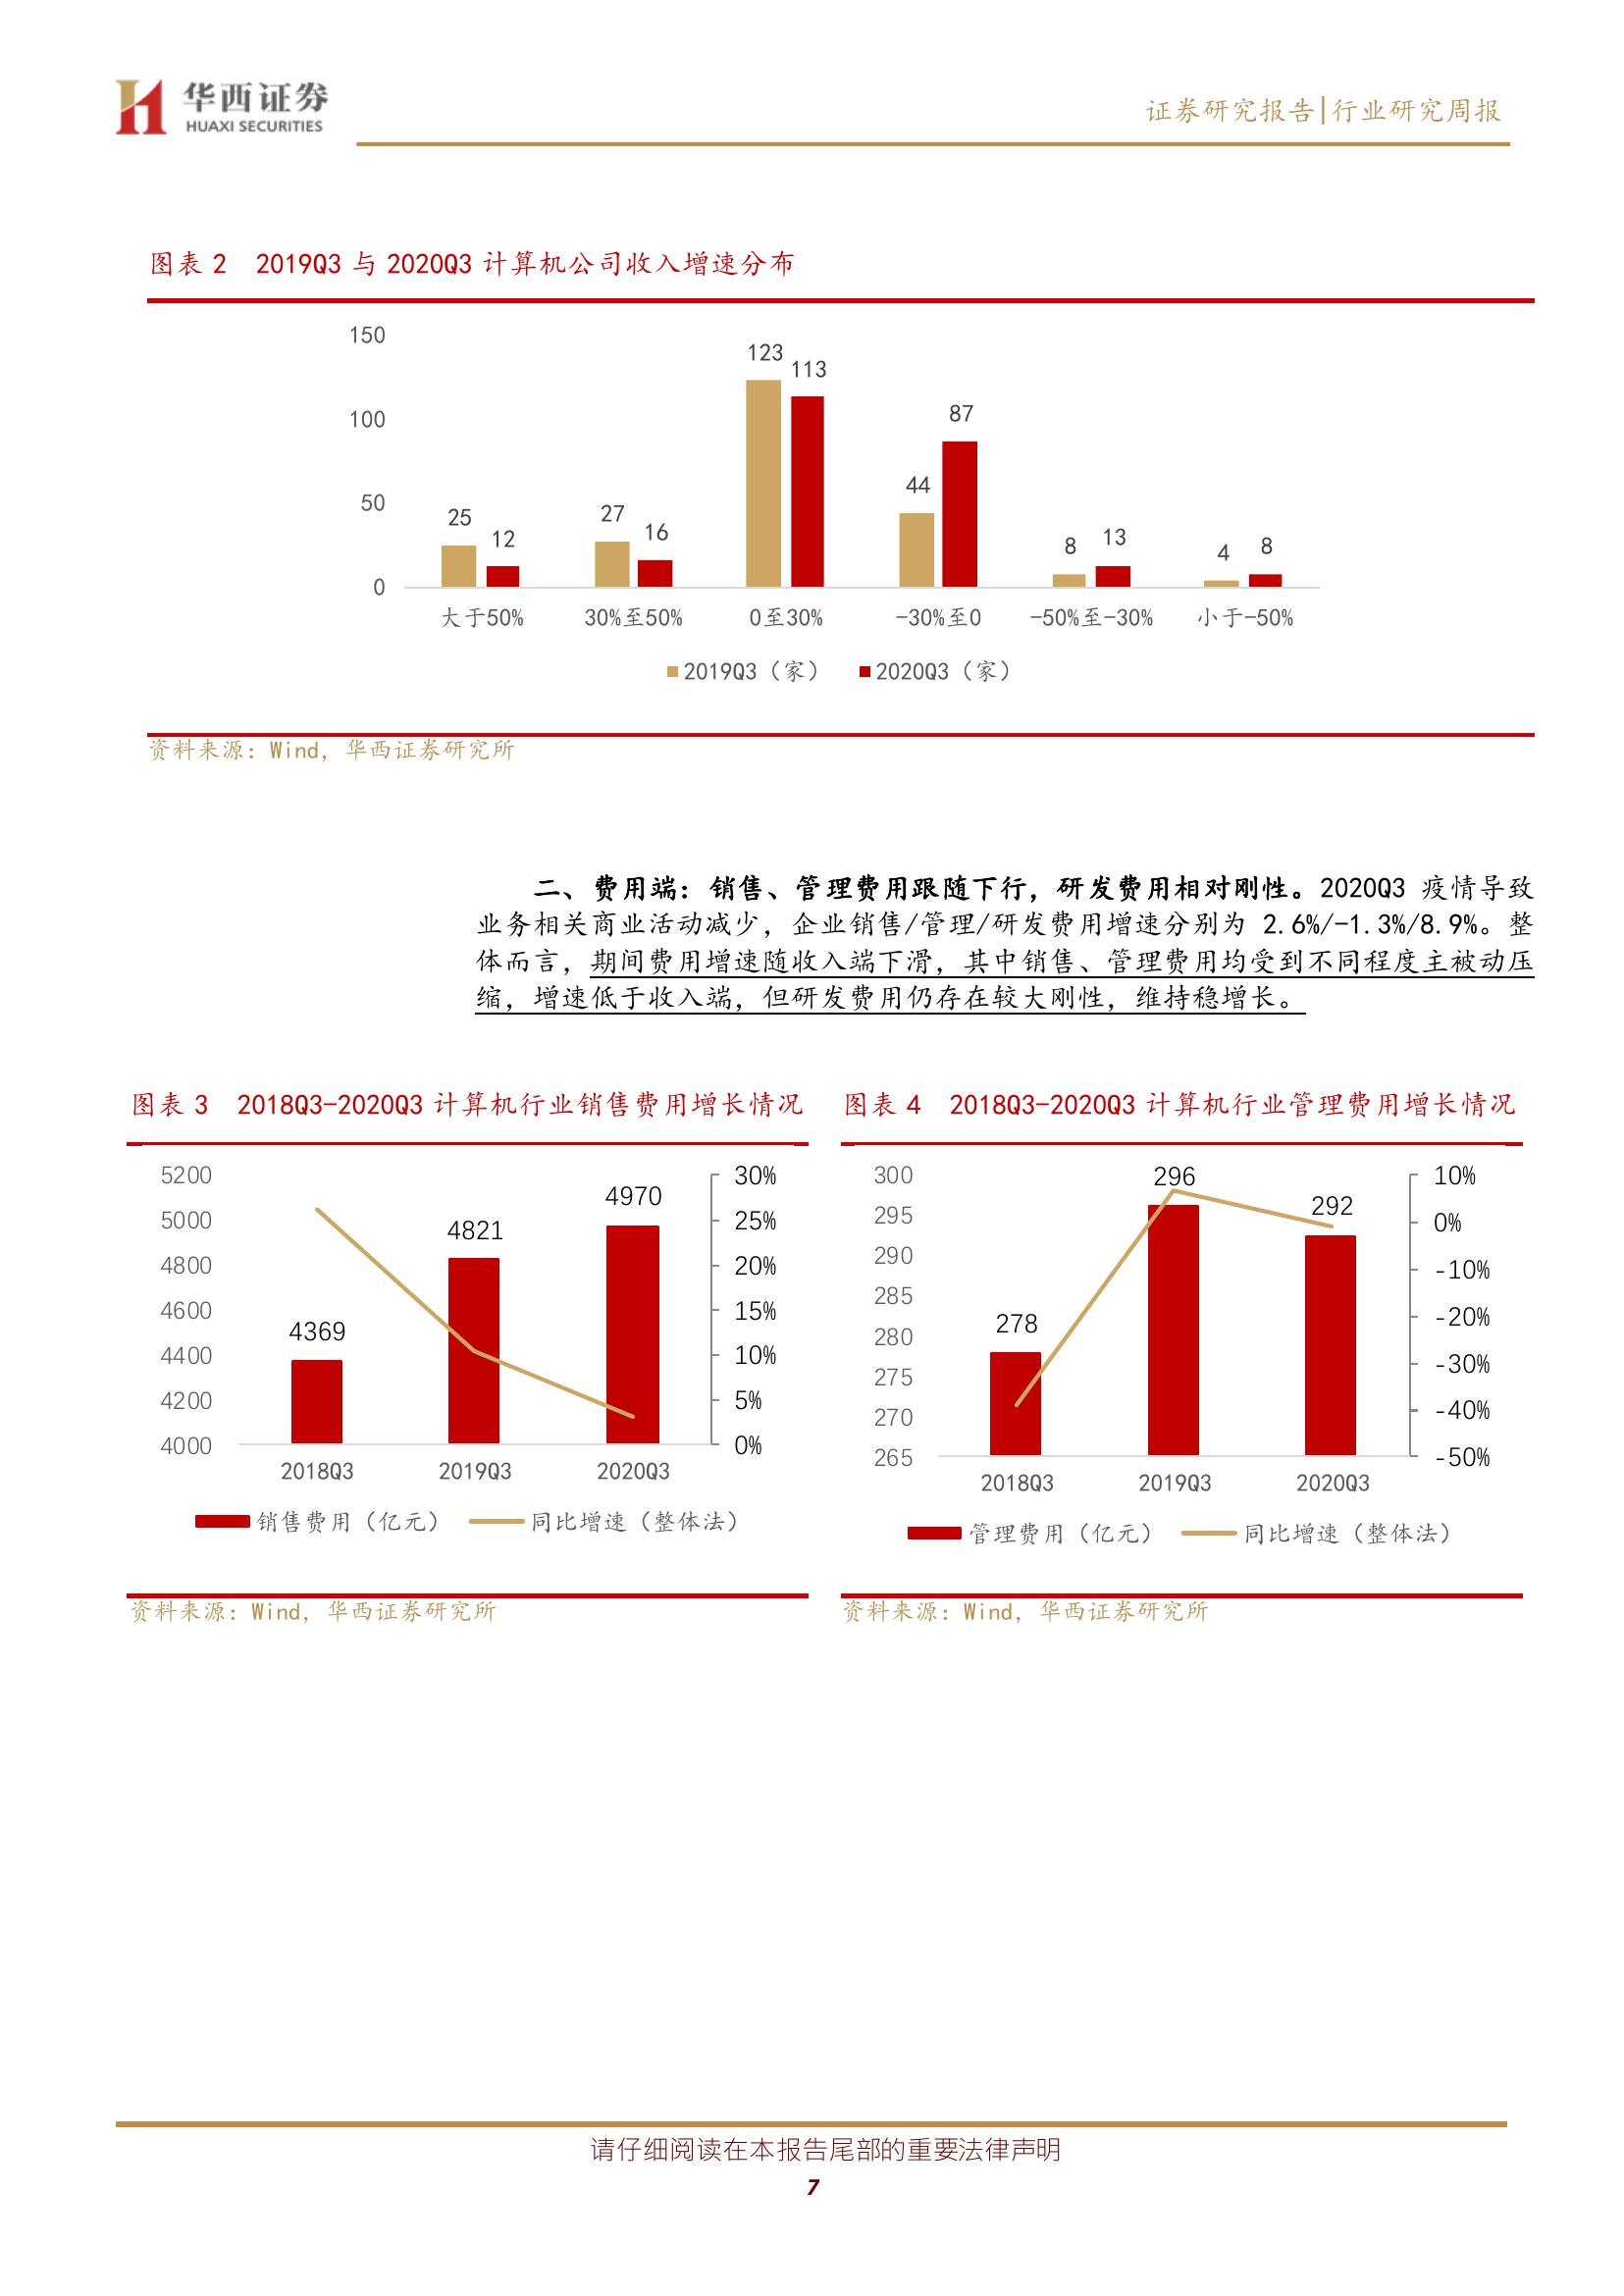 华西证券
HUAXI SECURITIES
证券研究报告|行业研究周报
图表 2 2019Q3 与 2020Q3 计算机公司收入增速分布
150
100
50
0
25
12
27
16
123
113
44
87
8
13
4
8
大于50%
30%至50%
0至30%
-30%至0
-50%至-30%
小于-50%
2019Q3（家）
2020Q3（家）
资料来源：Wind，华西证券研究所
二、费用端：销售、管理费用跟随下行，研发费用相对刚性。2020Q3 疫情导致
业务相关商业活动减少，企业销售/管理/研发费用增速分别为 2.6%/-1.3%/8.9%。整
体而言，期间费用增速随收入端下滑，其中销售、管理费用均受到不同程度主被动压
缩，增速低于收入端，但研发费用仍存在较大刚性，维持稳增长。
图表 3 2018Q3-2020Q3 计算机行业销售费用增长情况
5200
5000
4800
4600
4400
4200
4000
4369
4821
4970
30%
25%
20%
15%
10%
5%
0%
2018Q3
2019Q3
2020Q3
销售费用（亿元）
同比增速（整体法）
资料来源：Wind，华西证券研究所
图表 4 2018Q3-2020Q3 计算机行业管理费用增长情况
300
295
290
285
280
275
270
265
278
296
292
10%
0%
-10%
-20%
-30%
-40%
-50%
2018Q3
2019Q3
2020Q3
管理费用（亿元）
同比增速（整体法）
资料来源：Wind，华西证券研究所
请仔细阅读在本报告尾部的重要法律声明
7